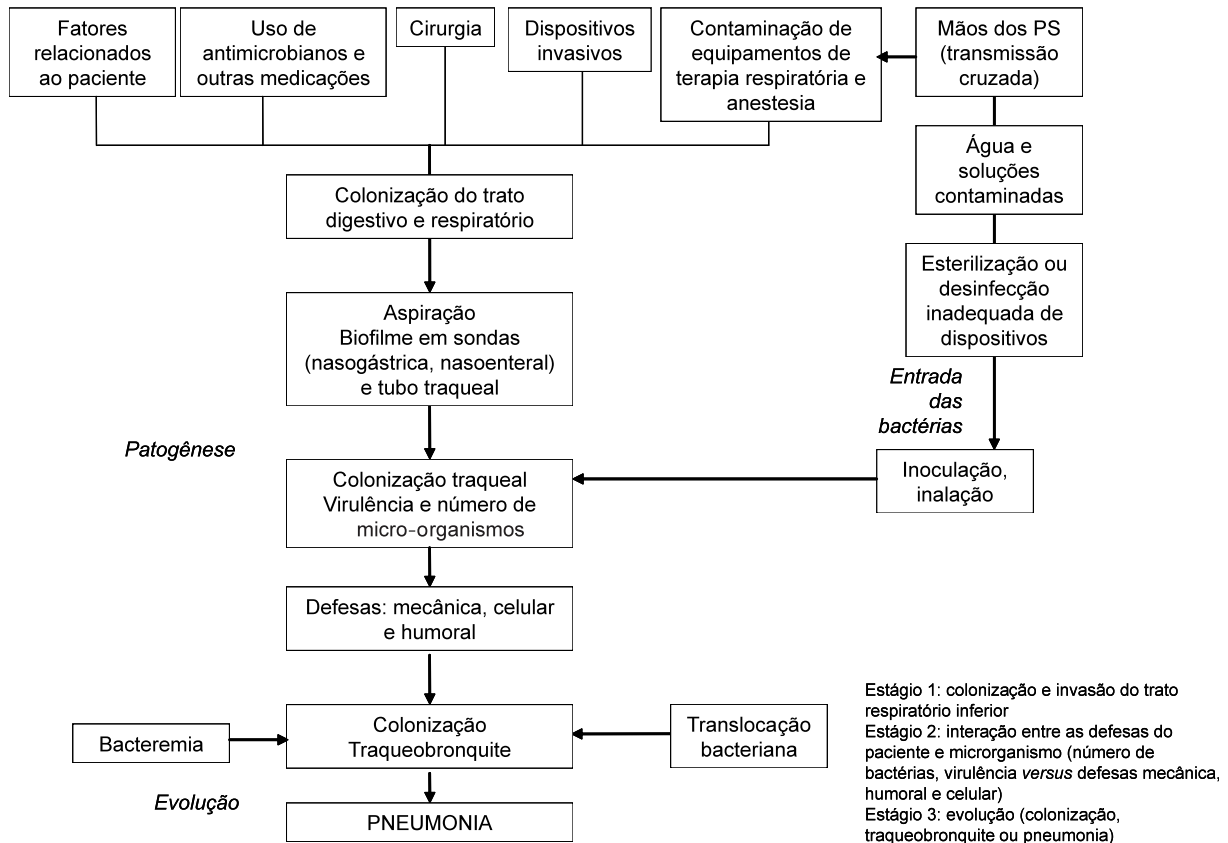 Fatores
relacionados
ao paciente
Uso de
antimicrobianos e
outras medicações
Cirurgia
Dispositivos
invasivos
Contaminação de
equipamentos de
terapia respiratória e
anestesia
Mãos dos PS
(transmissão
cruzada)
Água e
soluções
contaminadas
Colonização do trato
digestivo e respiratório
Esterilização ou
desinfecção
inadequada de
dispositivos
Aspiração
Biofilme em sondas
(nasogástrica, nasoenteral)
e tubo traqueal
Entrada
das
bactérias
Patogênese
Colonização traqueal
Virulência e número de
micro-organismos
Inoculação,
inalação
Defesas: mecânica, celular
e humoral
Bacteremia
Colonização
Traqueobronquite
Translocação
bacteriana
Evolução
PNEUMONIA
Estágio 1: colonização e invasão do trato
respiratório inferior
Estágio 2: interação entre as defesas do
paciente e microrganismo (número de
bactérias, virulência versus defesas mecânica,
humoral e celular)
Estágio 3: evolução (colonização,
traqueobronquite ou pneumonia)